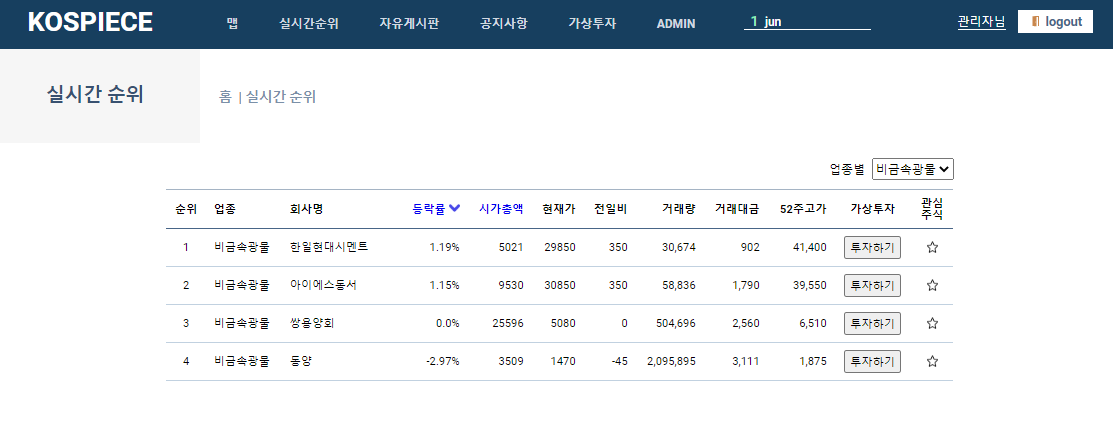 KOSPIECE 맵 실시간순위 자유게시판 공지사항 가상투자 ADMIN 1 jun 관리자님 logout
실시간 순위 홈 | 실시간 순위
업종별 비금속광물
순위 업종 회사명 등락률 시가총액 현재가 전일비 거래량 거래대금 52주고가 가상투자 관심
주식
1 비금속광물 한일현대시멘트 1.19% 5021 29850 350 30,674 902 41,400 투자하기
2 비금속광물 아이에스동서 1.15% 9530 30850 350 58,836 1,790 39,550 투자하기
3 비금속광물 쌍용양회 0.0% 25596 5080 0 504,696 2,560 6,510 투자하기
4 비금속광물 동양 -2.97% 3509 1470 -45 2,095,895 3,111 1,875 투자하기